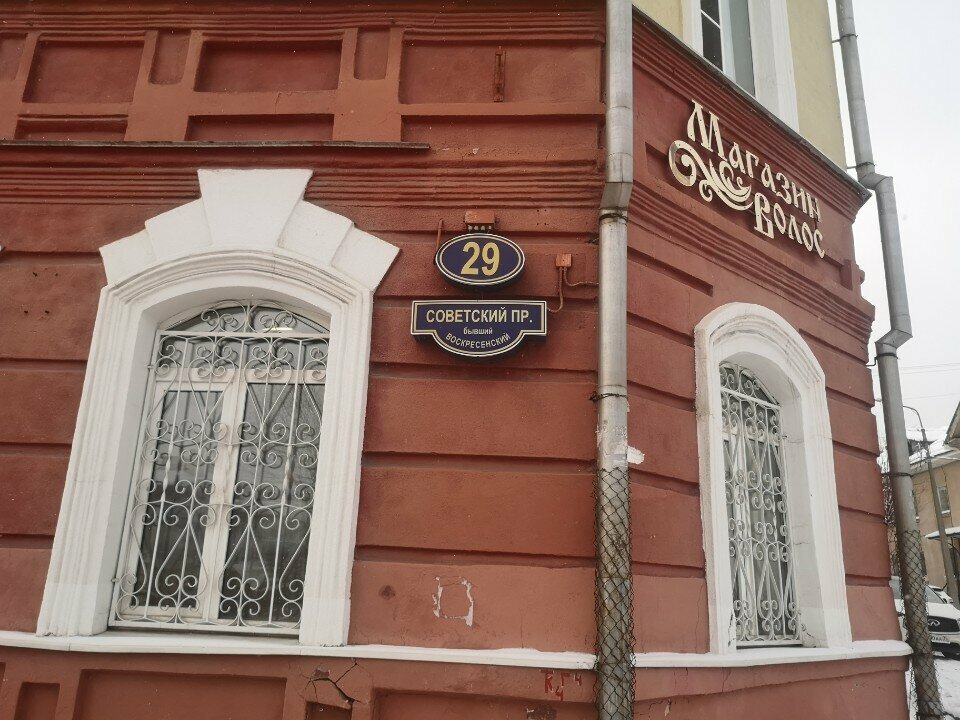 29
СОВЕТСКИЙ ПР.
бывший
ВОСКРЕСЕНСКИЙ
Магазин
Волос